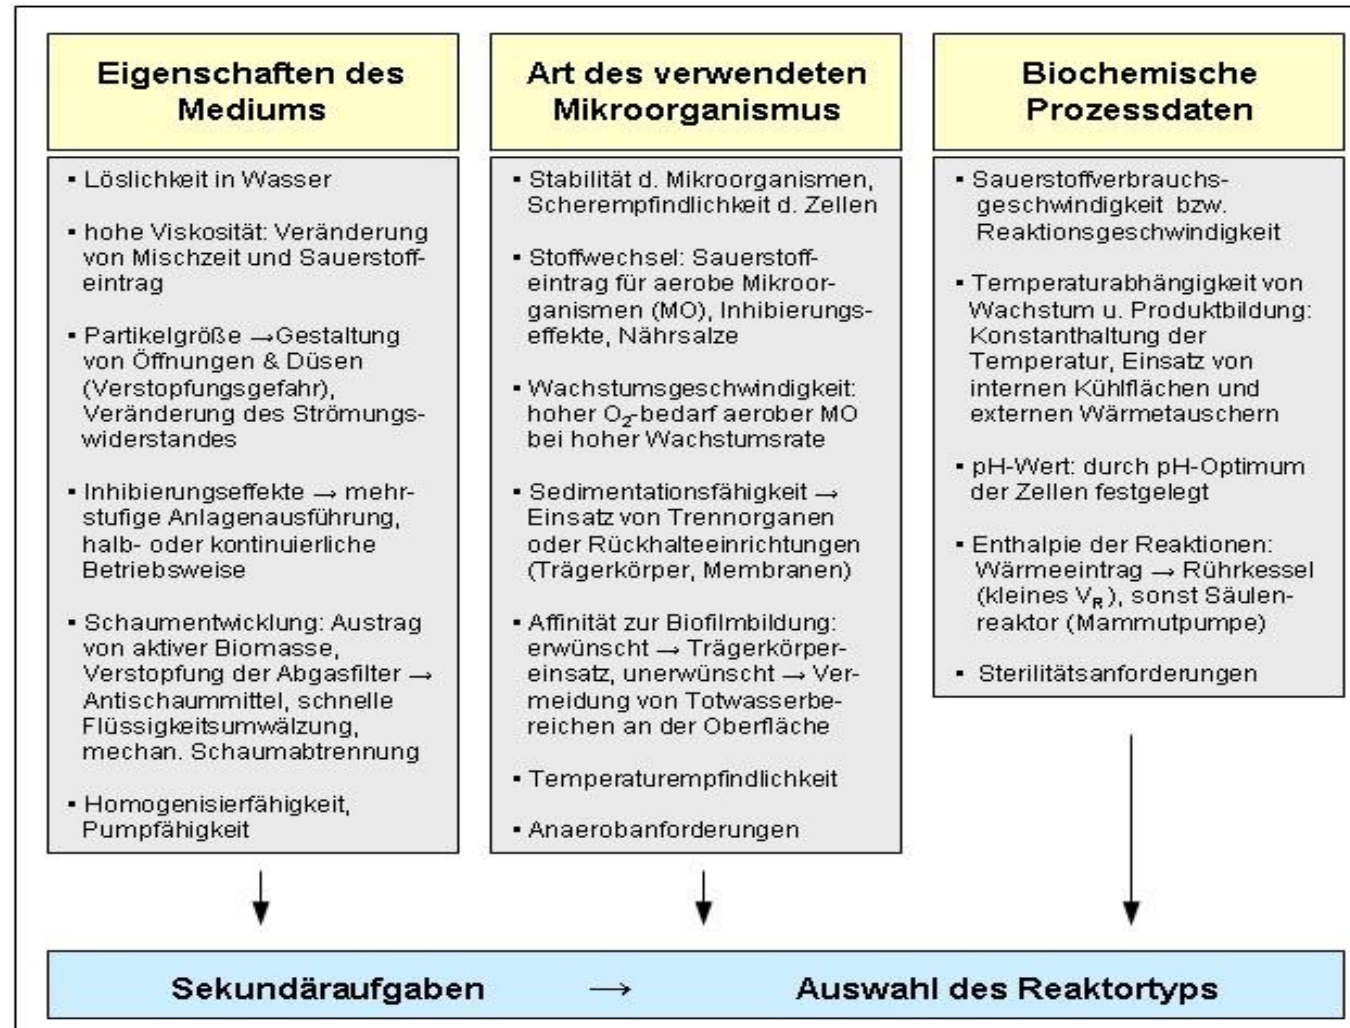 Eigenschaften des
Mediums
▪ Löslichkeit in Wasser
▪ hohe Viskosität: Veränderung
von Mischzeit und Sauerstoff-
eintrag
▪ Partikelgröße →Gestaltung
von Öffnungen & Düsen
(Verstopfungsgefahr),
Veränderung des Strömungs-
widerstandes
▪ Inhibierungseffekte → mehr-
stufige Anlagenausführung,
halb- oder kontinuierliche
Betriebsweise
▪ Schaumentwicklung: Austrag
von aktiver Biomasse,
Verstopfung der Abgasfilter →
Antischaummittel, schnelle
Flüssigkeitsumwälzung,
mechan. Schaumabtrennung
▪ Homogenisierfähigkeit,
Pumpfähigkeit
Art des verwendeten
Mikroorganismus
▪ Stabilität d. Mikroorganismen,
Scherempfindlichkeit d. Zellen
▪ Stoffwechsel: Sauerstoff-
eintrag für aerobe Mikroor-
ganismen (MO), Inhibierungs-
effekte, Nährsalze
▪ Wachstumsgeschwindigkeit:
hoher O₂-bedarf aerober MO
bei hoher Wachstumsrate
▪ Sedimentationsfähigkeit →
Einsatz von Trennorganen
oder Rückhalteeinrichtungen
(Trägerkörper, Membranen)
▪ Affinität zur Biofilmbildung:
erwünscht → Trägerkörper-
einsatz, unerwünscht → Ver-
meidung von Totwasserbe-
reichen an der Oberfläche
▪ Temperaturempfindlichkeit
▪ Anaerobanforderungen
Biochemische
Prozessdaten
▪ Sauerstoffverbrauchs-
geschwindigkeit bzw.
Reaktionsgeschwindigkeit
▪ Temperaturabhängigkeit von
Wachstum u. Produktbildung:
Konstanthaltung der
Temperatur, Einsatz von
internen Kühlflächen und
externen Wärmetauschern
▪ pH-Wert: durch pH-Optimum
der Zellen festgelegt
▪ Enthalpie der Reaktionen:
Wärmeeintrag → Rührkessel
(kleines V_R), sonst Säulen-
reaktor (Mammutpumpe)
▪ Sterilitätsanforderungen
Sekundäraufgaben → Auswahl des Reaktortyps